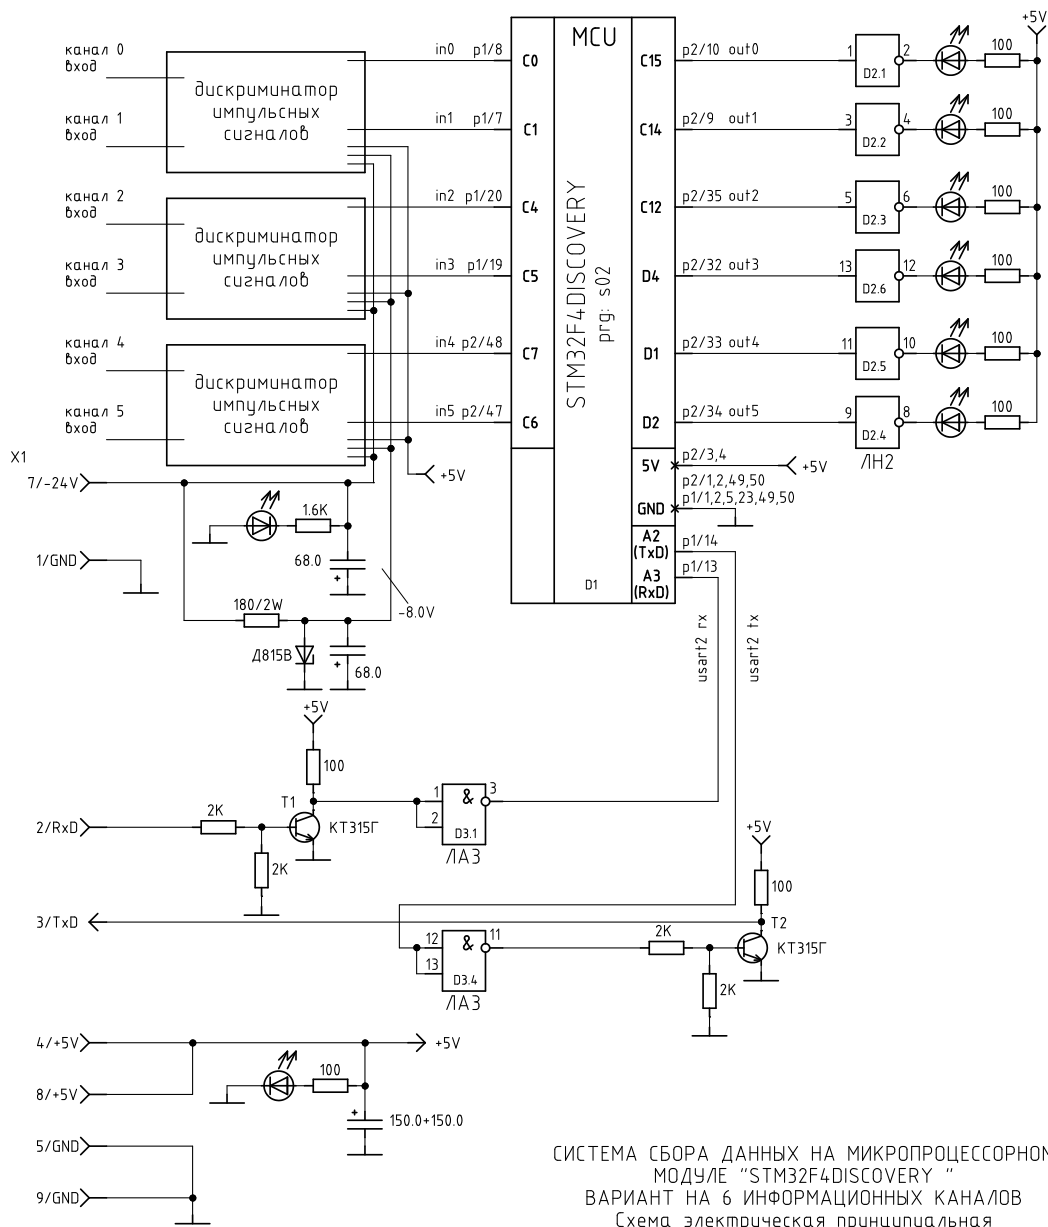 +5V
MCU
STM32F4DISCOVERY
prg: s02
D1
канал 0
вход
канал 1
вход
дискриминатор
импульсных
сигналов
канал 2
вход
канал 3
вход
дискриминатор
импульсных
сигналов
канал 4
вход
канал 5
вход
дискриминатор
импульсных
сигналов
in0 p1/8 C0
in1 p1/7 C1
in2 p1/20 C4
in3 p1/19 C5
in4 p2/48 C7
in5 p2/47 C6
C15 p2/10 out0 1 D2.1 2 100
C14 p2/9 out1 3 D2.2 4 100
C12 p2/35 out2 5 D2.3 6 100
D4 p2/32 out3 13 D2.6 12 100
D1 p2/33 out4 11 D2.5 10 100
D2 p2/34 out5 9 D2.4 8 100
ЛН2
5V p2/3,4 +5V
p2/1,2,49,50
GND p1/1,2,5,23,49,50
A2 p1/14
(TxD)
A3 p1/13
(RxD)
usart2 rx
usart2 tx
X1
7/-24V
+5V
1.6K
68.0
+
1/GND
-8.0V
180/2W
Д815В
+
68.0
+5V
100
T1
2K
2/RxD
КТ315Г
2K
1
2
&
3
D3.1
ЛА3
+5V
100
3/TxD
T2
12
13
&
11
D3.4
ЛА3
2K
КТ315Г
2K
4/+5V
+5V
100
8/+5V
+
150.0+150.0
5/GND
9/GND
СИСТЕМА СБОРА ДАННЫХ НА МИКРОПРОЦЕССОРНОМ
МОДУЛЕ "STM32F4DISCOVERY "
ВАРИАНТ НА 6 ИНФОРМАЦИОННЫХ КАНАЛОВ
Схема электрическая принципиальная